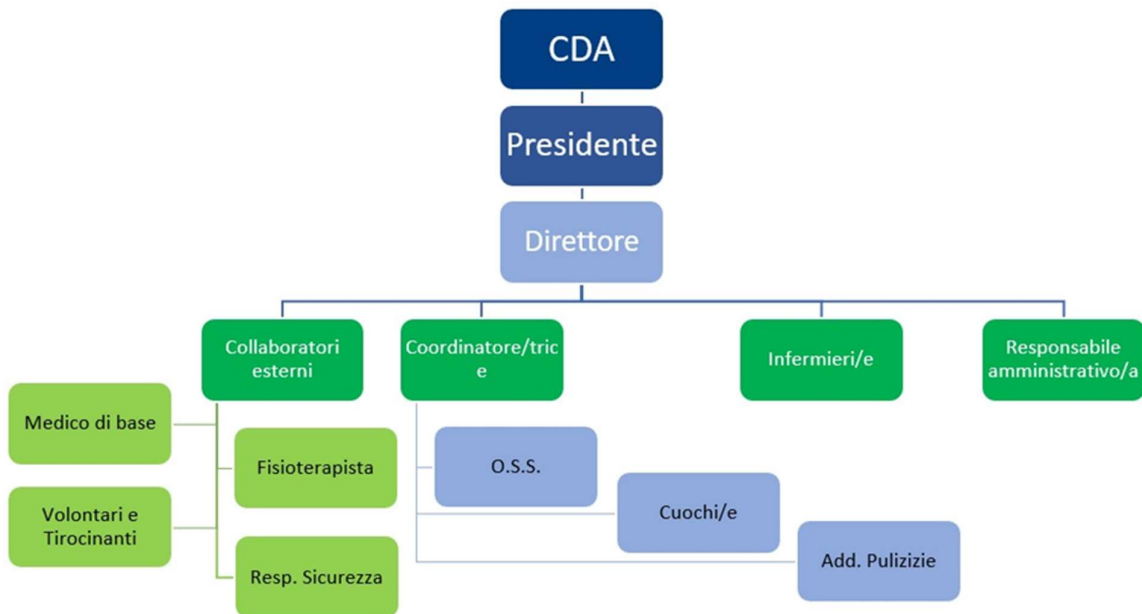 CDA
Presidente
Direttore
Collaboratori
esterni
Coordinatore/tric
e
Infermieri/e
Responsabile
amministrativo/a
Medico di base
Fisioterapista
O.S.S.
Volontari e
Tirocinanti
Cuochi/e
Resp. Sicurezza
Add. Pulizizie